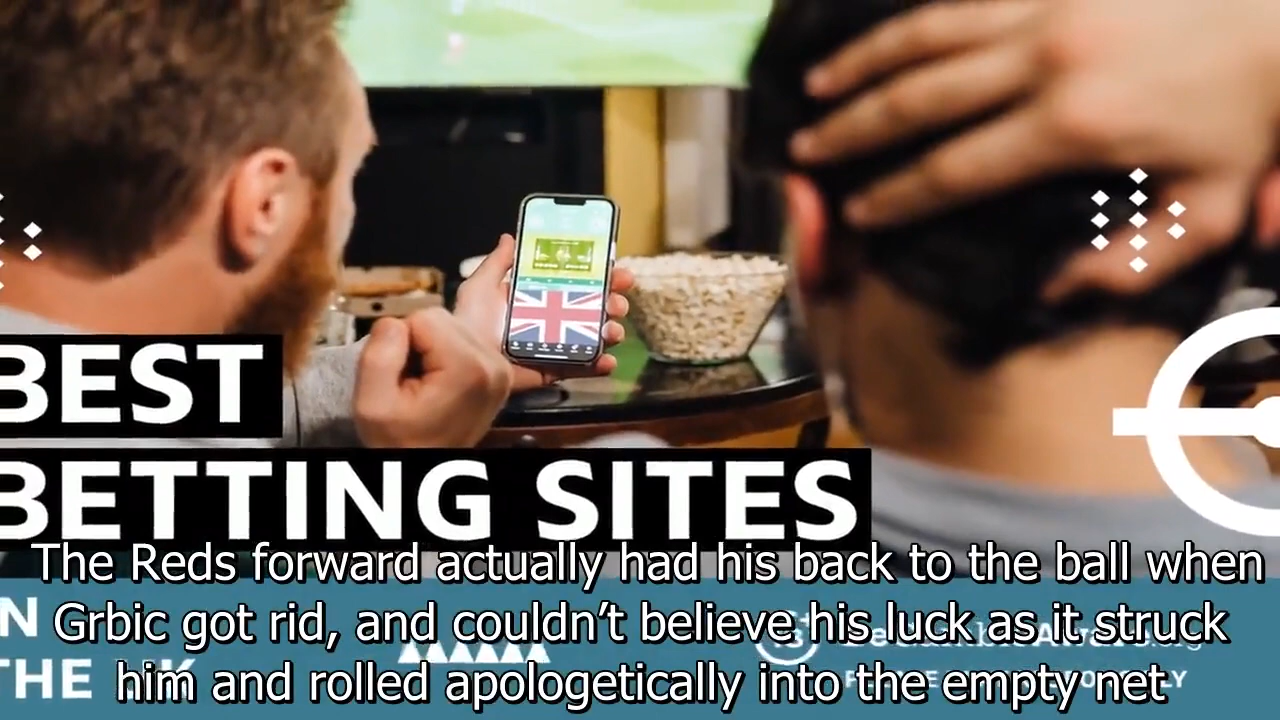 BEST
BETTING SITES
The Reds forward actually had his back to the ball when
Grbic got rid, and couldn’t believe his luck as it struck
him and rolled apologetically into the empty net
THE